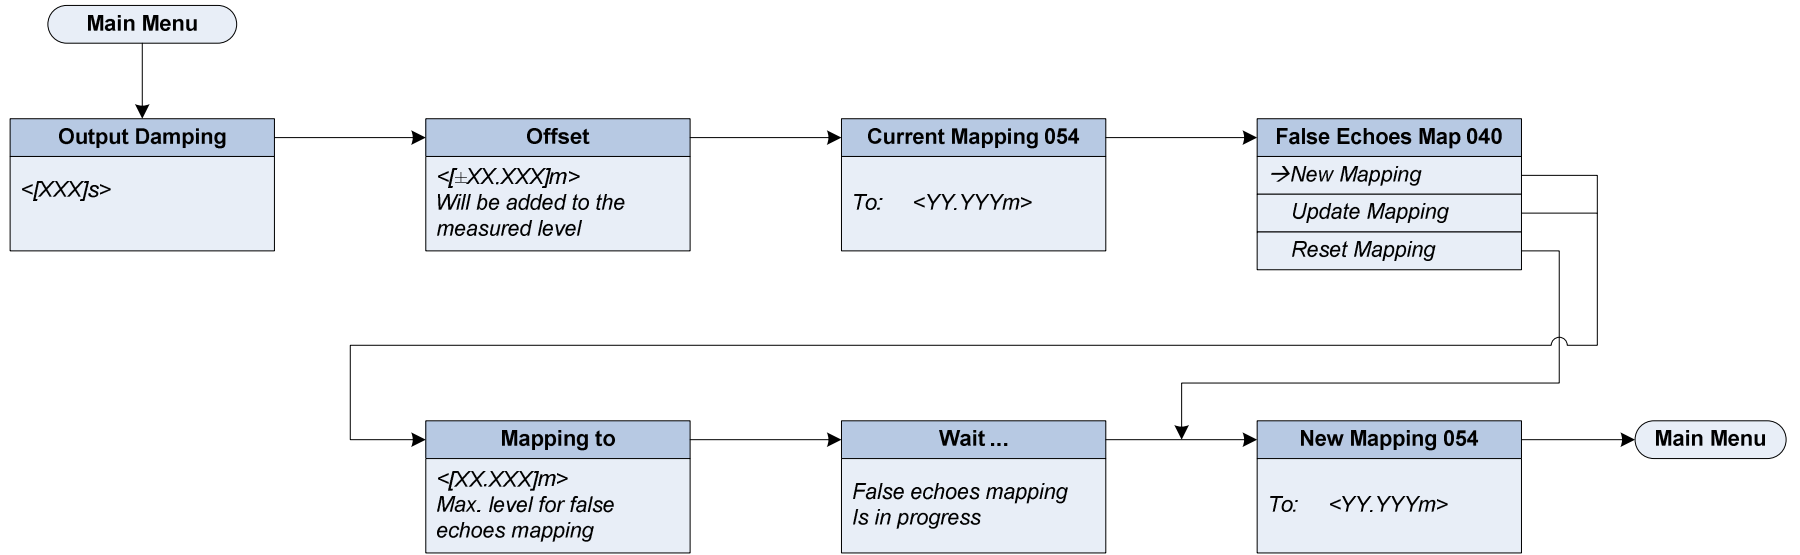 Main Menu
Output Damping
<[XXX]s>
Offset
<[±XX.XXX]m>
Will be added to the
measured level
Current Mapping 054
To: <YY.YYYm>
False Echoes Map 040
→New Mapping
Update Mapping
Reset Mapping
Mapping to
<[XX.XXX]m>
Max. level for false
echoes mapping
Wait ...
False echoes mapping
Is in progress
New Mapping 054
To: <YY.YYYm>
Main Menu